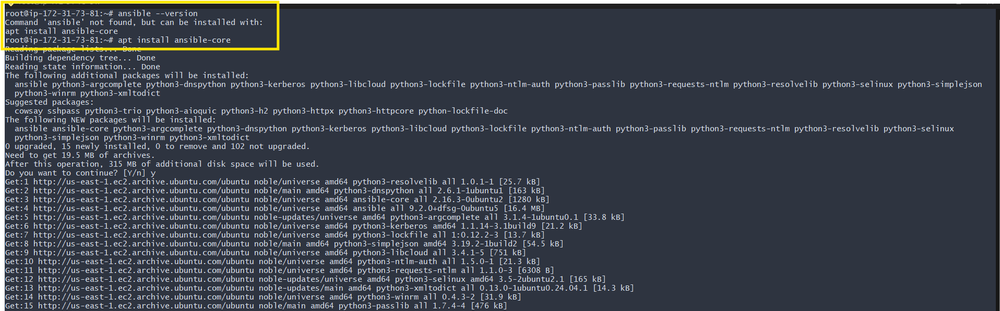 root@ip-172-31-73-81:~# ansible --version
Command 'ansible' not found, but can be installed with:
apt install ansible-core
root@ip-172-31-73-81:~# apt install ansible-core
Reading package lists... Done
Building dependency tree... Done
Reading state information... Done
The following additional packages will be installed:
  ansible python3-argcomplete python3-dnspython python3-kerberos python3-libcloud python3-lockfile python3-ntlm-auth python3-passlib python3-requests-ntlm python3-resolvelib python3-selinux python3-simplejson
  python3-winrm python3-xmltodict
Suggested packages:
  cowsay sshpass python3-trio python3-aioquic python3-h2 python3-httpx python3-httpcore python-lockfile-doc
The following NEW packages will be installed:
  ansible ansible-core python3-argcomplete python3-dnspython python3-kerberos python3-libcloud python3-lockfile python3-ntlm-auth python3-passlib python3-requests-ntlm python3-resolvelib python3-selinux
  python3-simplejson python3-winrm python3-xmltodict
0 upgraded, 15 newly installed, 0 to remove and 102 not upgraded.
Need to get 19.5 MB of archives.
After this operation, 315 MB of additional disk space will be used.
Do you want to continue? [Y/n] y
Get:1 http://us-east-1.ec2.archive.ubuntu.com/ubuntu noble/universe amd64 python3-resolvelib all 1.0.1-1 [25.7 kB]
Get:2 http://us-east-1.ec2.archive.ubuntu.com/ubuntu noble/main amd64 python3-dnspython all 2.6.1-1ubuntu1 [163 kB]
Get:3 http://us-east-1.ec2.archive.ubuntu.com/ubuntu noble/universe amd64 ansible-core all 2.16.3-0ubuntu2 [1280 kB]
Get:4 http://us-east-1.ec2.archive.ubuntu.com/ubuntu noble/universe amd64 ansible all 9.2.0+dfsg-0ubuntu5 [16.4 MB]
Get:5 http://us-east-1.ec2.archive.ubuntu.com/ubuntu noble-updates/universe amd64 python3-argcomplete all 3.1.4-1ubuntu0.1 [33.8 kB]
Get:6 http://us-east-1.ec2.archive.ubuntu.com/ubuntu noble/universe amd64 python3-kerberos amd64 1.1.14-3.1build9 [21.2 kB]
Get:7 http://us-east-1.ec2.archive.ubuntu.com/ubuntu noble/universe amd64 python3-lockfile all 1:0.12.2-3 [13.7 kB]
Get:8 http://us-east-1.ec2.archive.ubuntu.com/ubuntu noble/main amd64 python3-simplejson amd64 3.19.2-1build2 [54.5 kB]
Get:9 http://us-east-1.ec2.archive.ubuntu.com/ubuntu noble/universe amd64 python3-libcloud all 3.4.1-5 [751 kB]
Get:10 http://us-east-1.ec2.archive.ubuntu.com/ubuntu noble/universe amd64 python3-ntlm-auth all 1.5.0-1 [21.3 kB]
Get:11 http://us-east-1.ec2.archive.ubuntu.com/ubuntu noble/universe amd64 python3-requests-ntlm all 1.1.0-3 [6308 B]
Get:12 http://us-east-1.ec2.archive.ubuntu.com/ubuntu noble-updates/universe amd64 python3-selinux amd64 3.5-2ubuntu2.1 [165 kB]
Get:13 http://us-east-1.ec2.archive.ubuntu.com/ubuntu noble-updates/main amd64 python3-xmltodict all 0.13.0-1ubuntu0.24.04.1 [14.3 kB]
Get:14 http://us-east-1.ec2.archive.ubuntu.com/ubuntu noble/universe amd64 python3-winrm all 0.4.3-2 [31.9 kB]
Get:15 http://us-east-1.ec2.archive.ubuntu.com/ubuntu noble/main amd64 python3-passlib all 1.7.4-4 [476 kB]